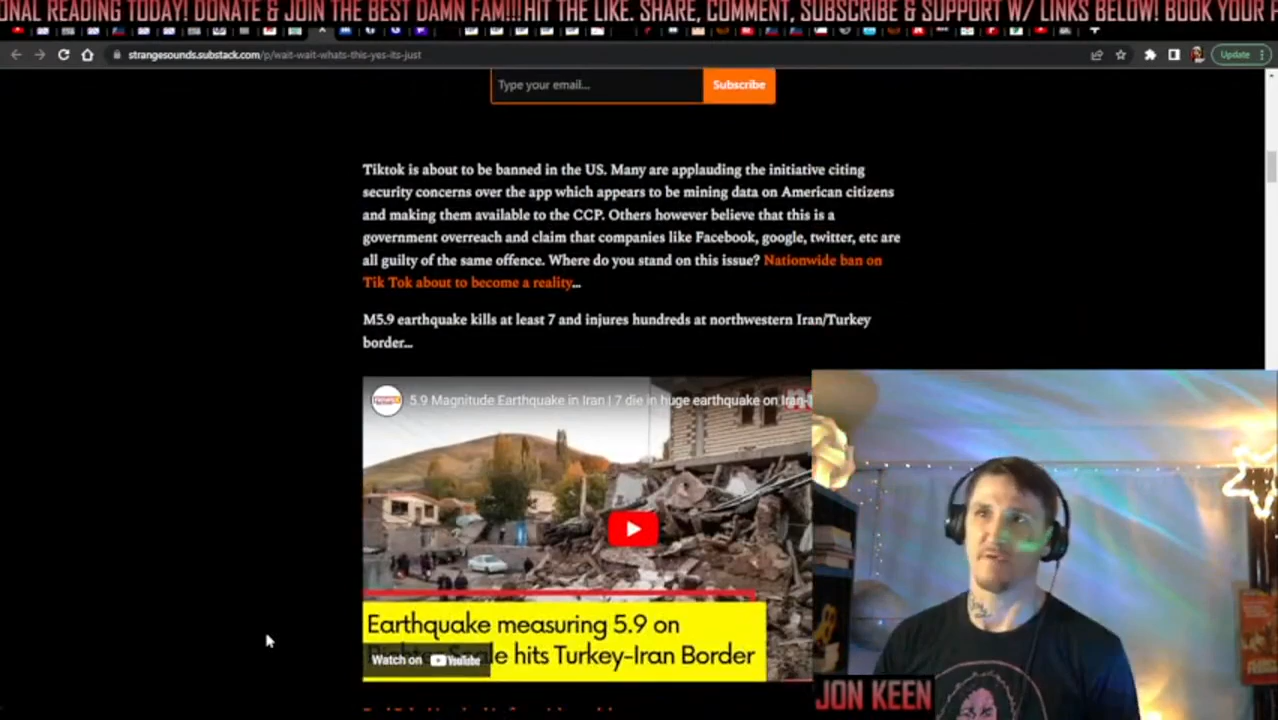 ONAL READING TODAY! DONATE & JOIN THE BEST DAMN FAM!!!HIT THE LIKE. SHARE, COMMENT, SUBSCRIBE & SUPPORT W/ LINKS BELOW! BOOK YOUR
strangesounds.substack.com/p/wait-wait-whats-this-yes-its-just
Update
Type your email...
Subscribe
Tiktok is about to be banned in the US. Many are applauding the initiative citing
security concerns over the app which appears to be mining data on American citizens
and making them available to the CCP. Others however believe that this is a
government overreach and claim that companies like Facebook, google, twitter, etc are
all guilty of the same offence. Where do you stand on this issue? Nationwide ban on
Tik Tok about to become a reality...
M5.9 earthquake kills at least 7 and injures hundreds at northwestern Iran/Turkey
border...
5.9 Magnitude Earthquake in Iran | 7 die in huge earthquake on Iran-
Earthquake measuring 5.9 on
hits Turkey-Iran Border
Watch on YouTube
JON KEEN